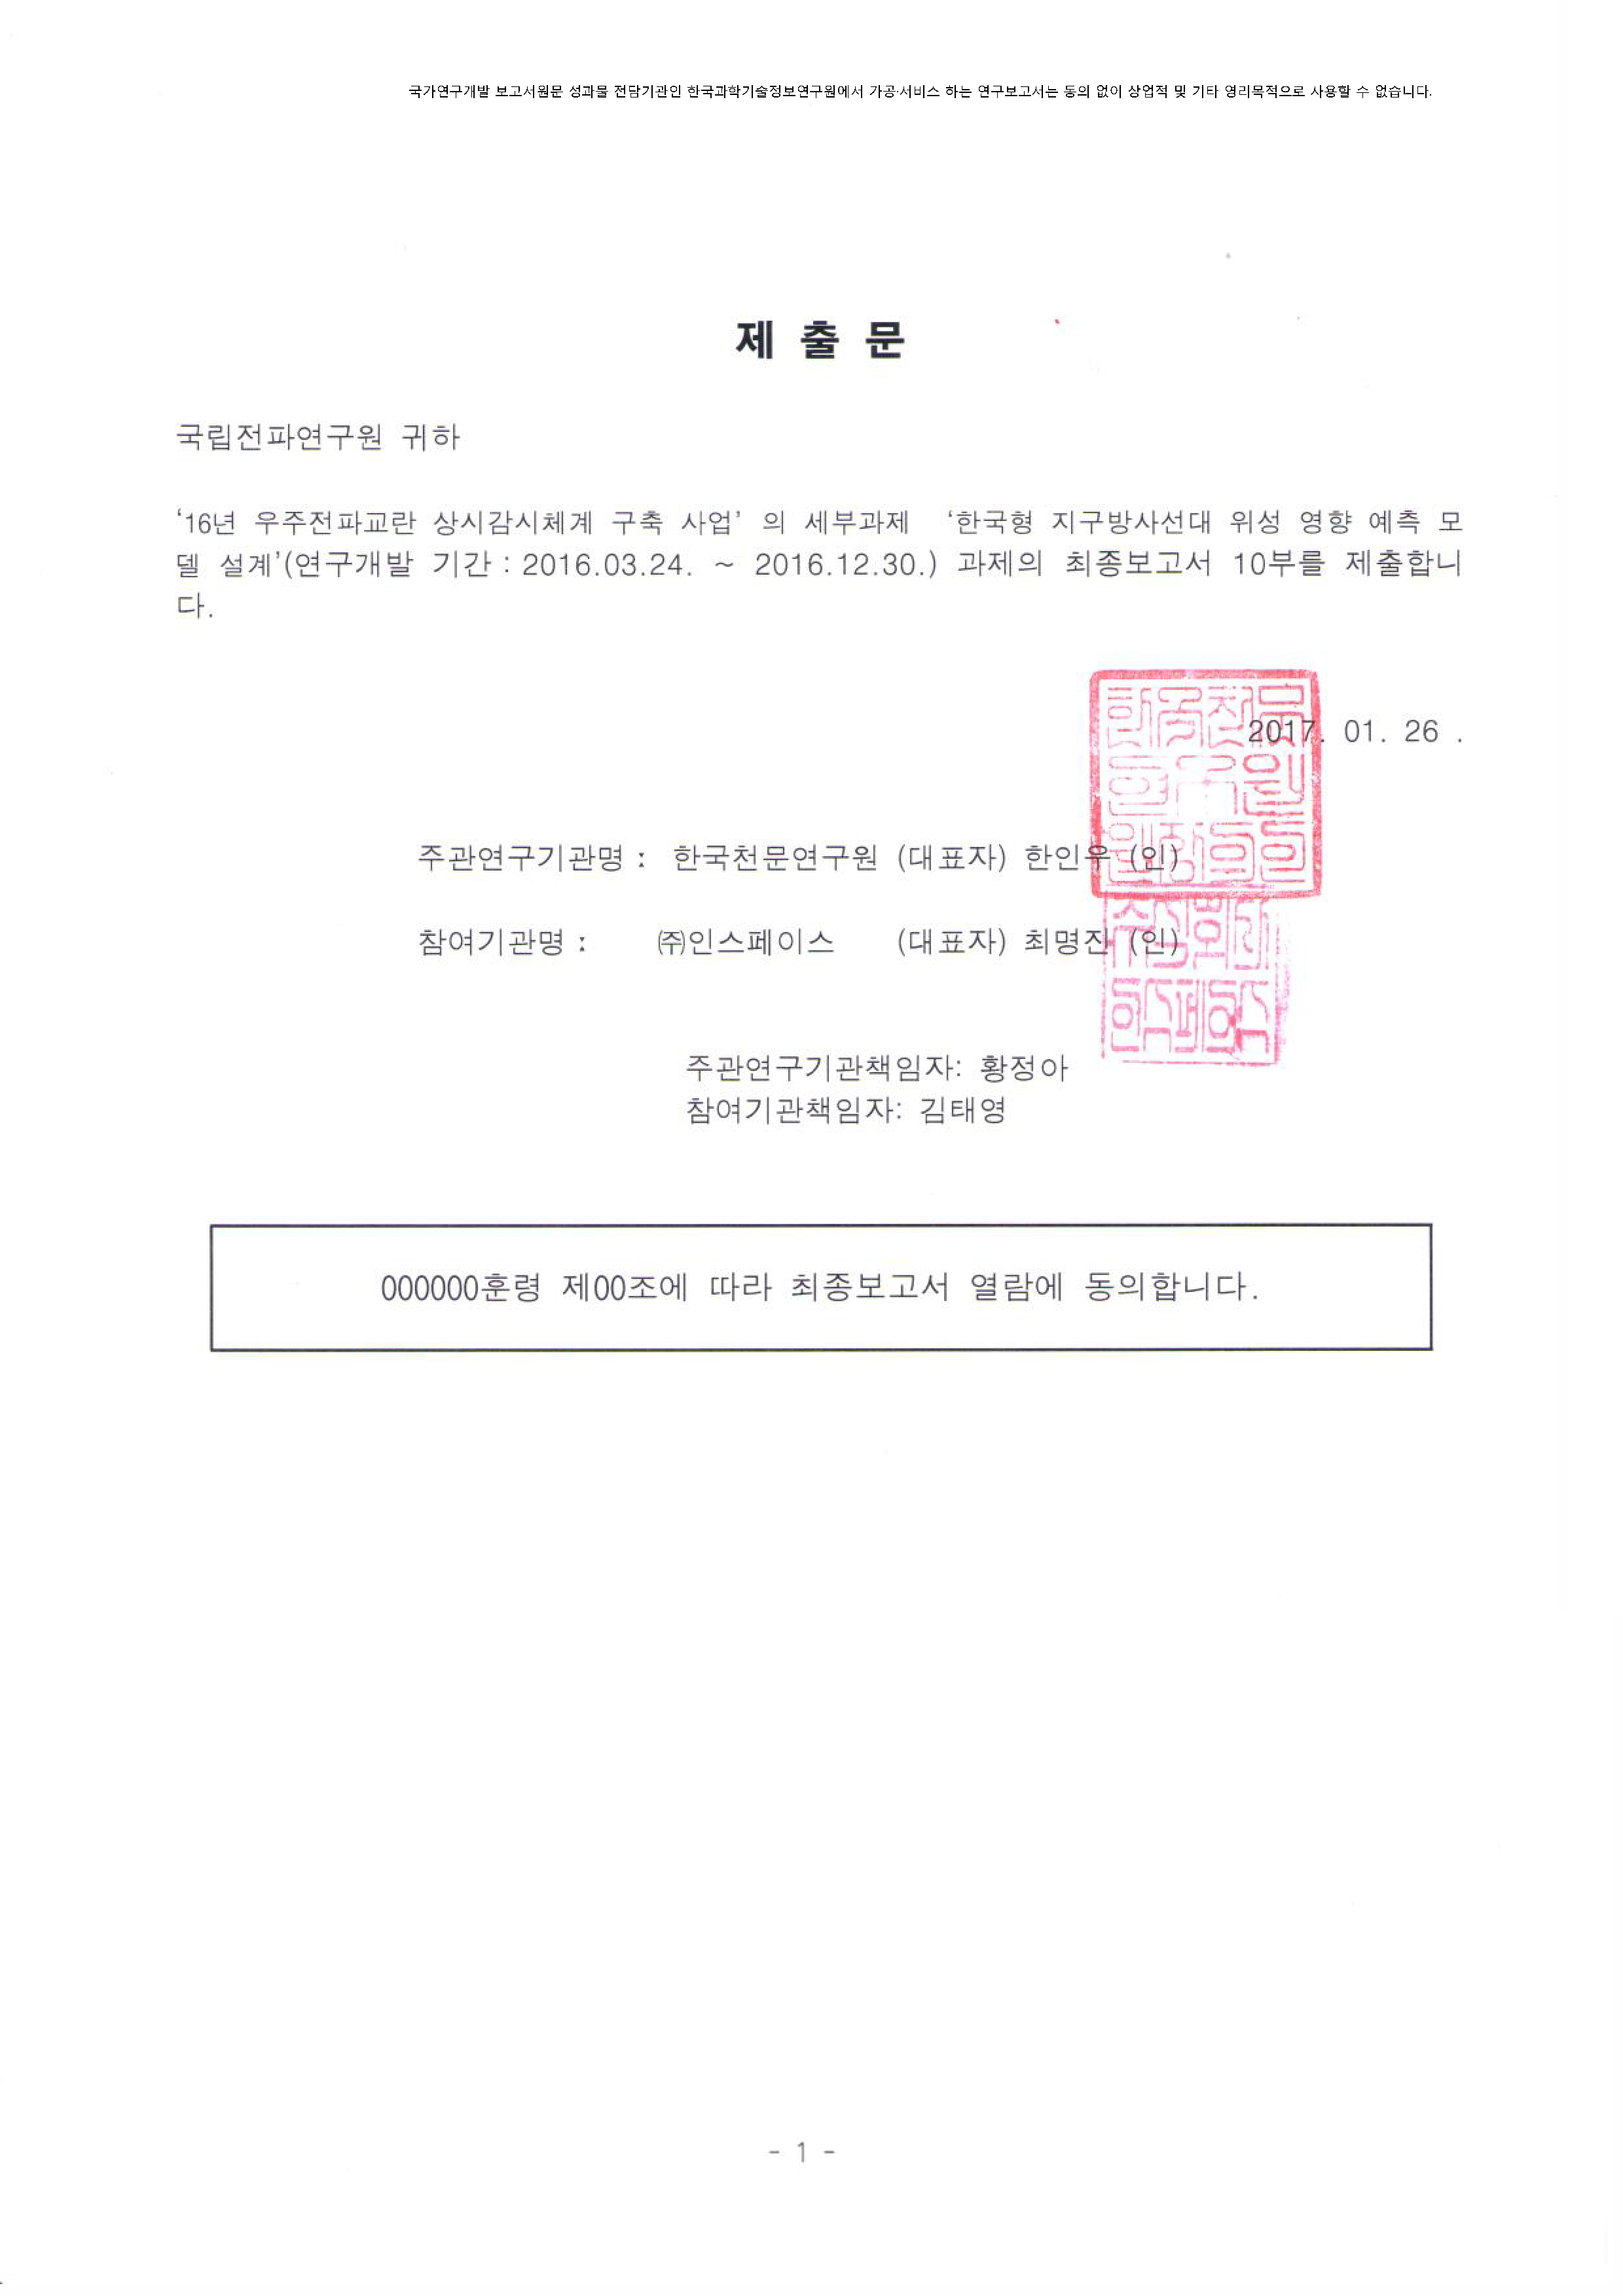 국가연구개발 보고서원문 성과물 전담기관인 한국과학기술정보연구원에서 가공·서비스 하는 연구보고서는 동의 없이 상업적 및 기타 영리목적으로 사용할 수 없습니다.
제 출 문
국립전파연구원 귀하
‘16년 우주전파교란 상시감시체계 구축 사업’ 의 세부과제 ‘한국형 지구방사선대 위성 영향 예측 모
델 설계’(연구개발 기간 : 2016.03.24. ~ 2016.12.30.) 과제의 최종보고서 10부를 제출합니
다.
2017. 01. 26 .
주관연구기관명 : 한국천문연구원 (대표자) 한인우 (인)
참여기관명 : ㈜인스페이스 (대표자) 최명진 (인)
주관연구기관책임자: 황정아
참여기관책임자: 김태영
000000훈령 제00조에 따라 최종보고서 열람에 동의합니다.
- 1 -